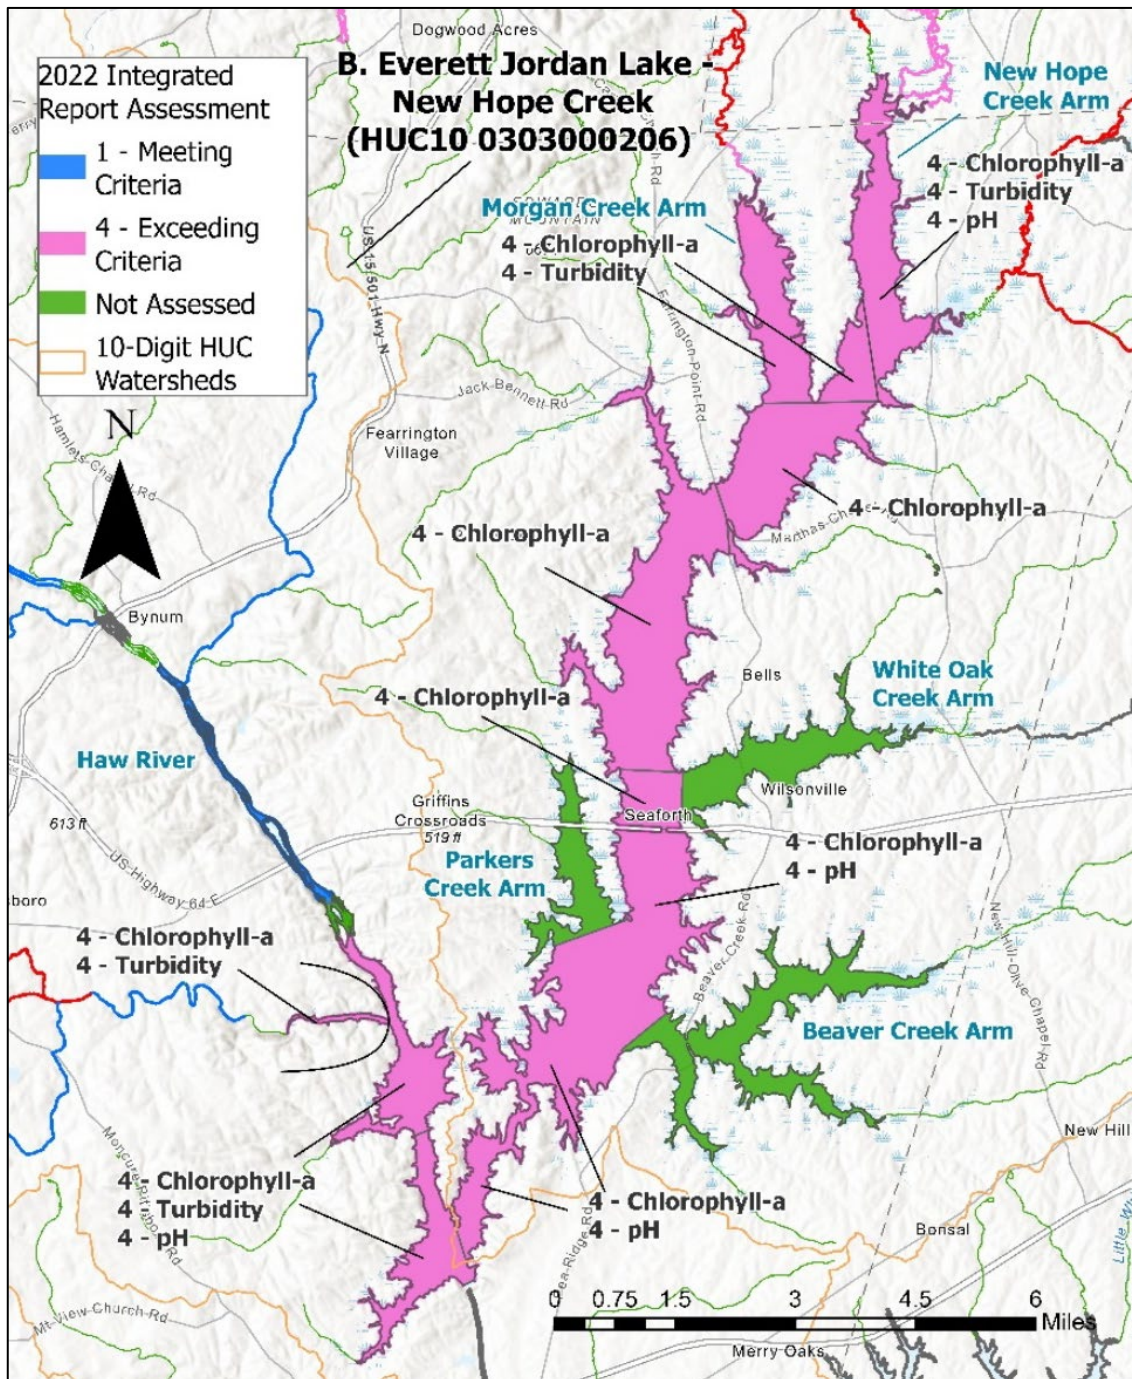 Dogwood Acres
B. Everett Jordan Lake -
New Hope Creek
(HUC10 0303000206)
2022 Integrated
Report Assessment
1 - Meeting
Criteria
4 - Exceeding
Criteria
Not Assessed
10-Digit HUC
Watersheds
N
New Hope
Creek Arm
4 - Chlorophyll-a
4 - Turbidity
4 - pH
Morgan Creek Arm
4 - Chlorophyll-a
4 - Turbidity
US-15-501-Hwy-N
Farrington-Point-Rd
Jack-Bennett-Rd
Fearrington
Village
4 - Chlorophyll-a
4 - Chlorophyll-a
Bynum
Bells
White Oak
Creek Arm
4 - Chlorophyll-a
Haw River
Wilsonville
Griffins
Crossroads
519 ft
Seaforth
613 ft
US-Highway 64 E
Parkers
Creek Arm
4 - Chlorophyll-a
4 - pH
boro
Beaver Creek Rd
New Hill-Olive Chapel Rd
4 - Chlorophyll-a
4 - Turbidity
Beaver Creek Arm
New Hill
4 - Chlorophyll-a
4 - Turbidity
4 - pH
4 - Chlorophyll-a
4 - pH
Bonsal
Mt View-Church-Rd
0 0.75 1.5 3 4.5 6
Miles
Merry Oaks